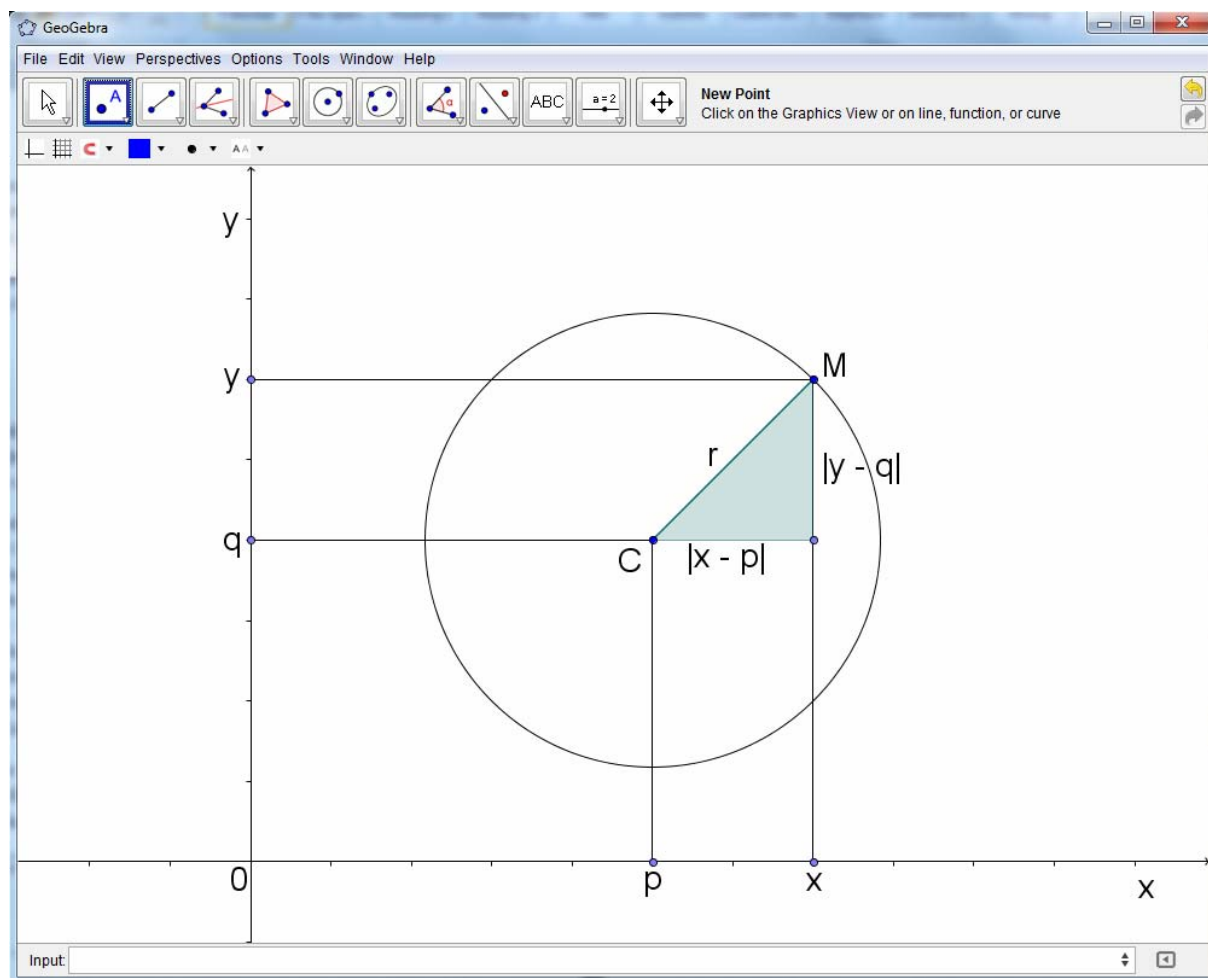 GeoGebra
File Edit View Perspectives Options Tools Window Help
A
α
ABC
a=2
New Point
Click on the Graphics View or on line, function, or curve
A A
y
y
M
r
|y - q|
q
C
|x - p|
0
p
x
x
Input: